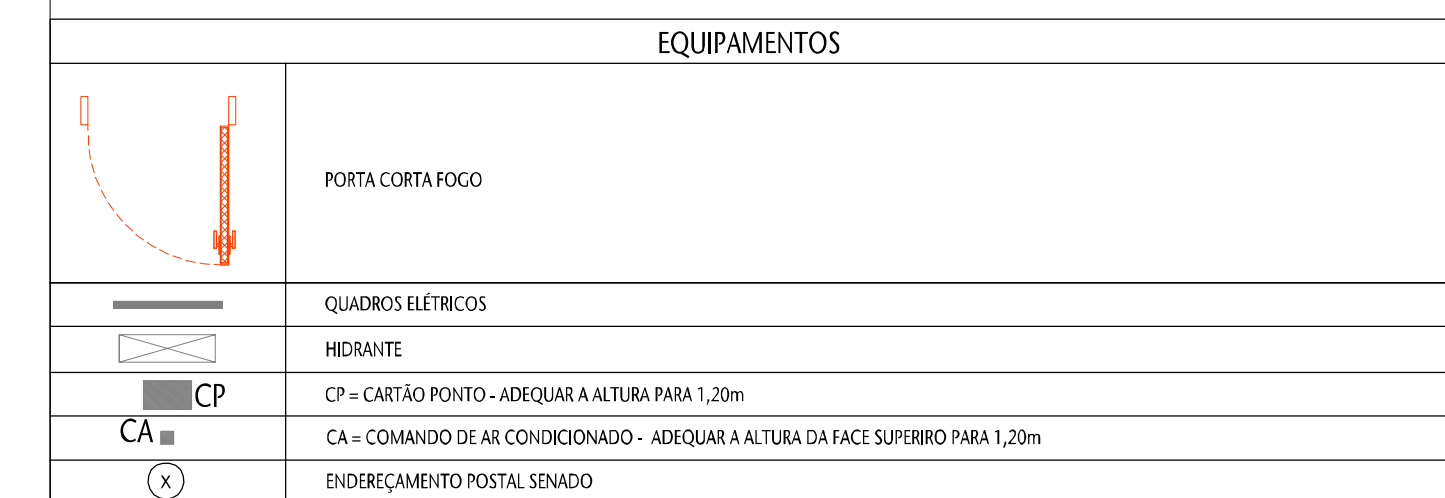 EQUIPAMENTOS
PORTA CORTA FOGO
QUADROS ELÉTRICOS
HIDRANTE
CP CP = CARTÃO PONTO - ADEQUAR A ALTURA PARA 1,20m
CA CA = COMANDO DE AR CONDICIONADO - ADEQUAR A ALTURA DA FACE SUPERIRO PARA 1,20m
X ENDEREÇAMENTO POSTAL SENADO